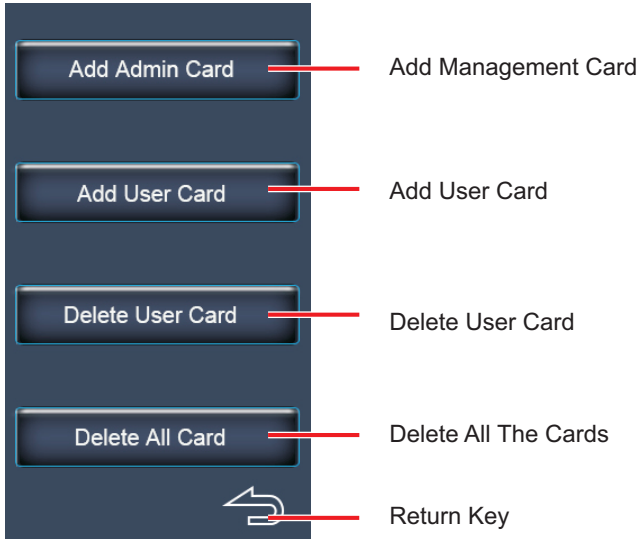 Add Admin Card
Add Management Card
Add User Card
Add User Card
Delete User Card
Delete User Card
Delete All Card
Delete All The Cards
Return Key